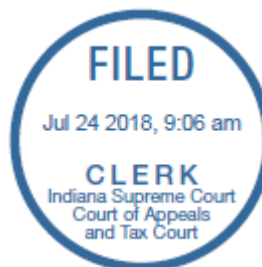 FILED
Jul 24 2018, 9:06 am
CLERK
Indiana Supreme Court
Court of Appeals
and Tax Court